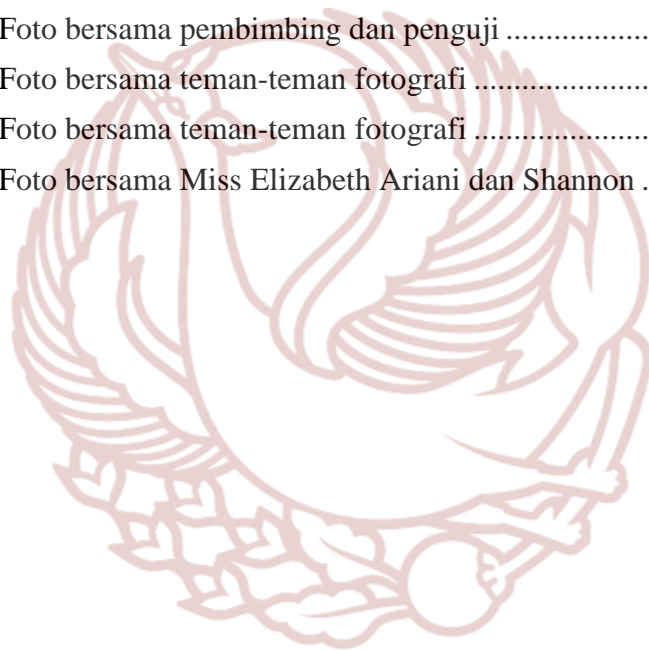 Foto bersama pembimbing dan penguji .................
Foto bersama teman-teman fotografi .....................
Foto bersama teman-teman fotografi .....................
Foto bersama Miss Elizabeth Ariani dan Shannon .